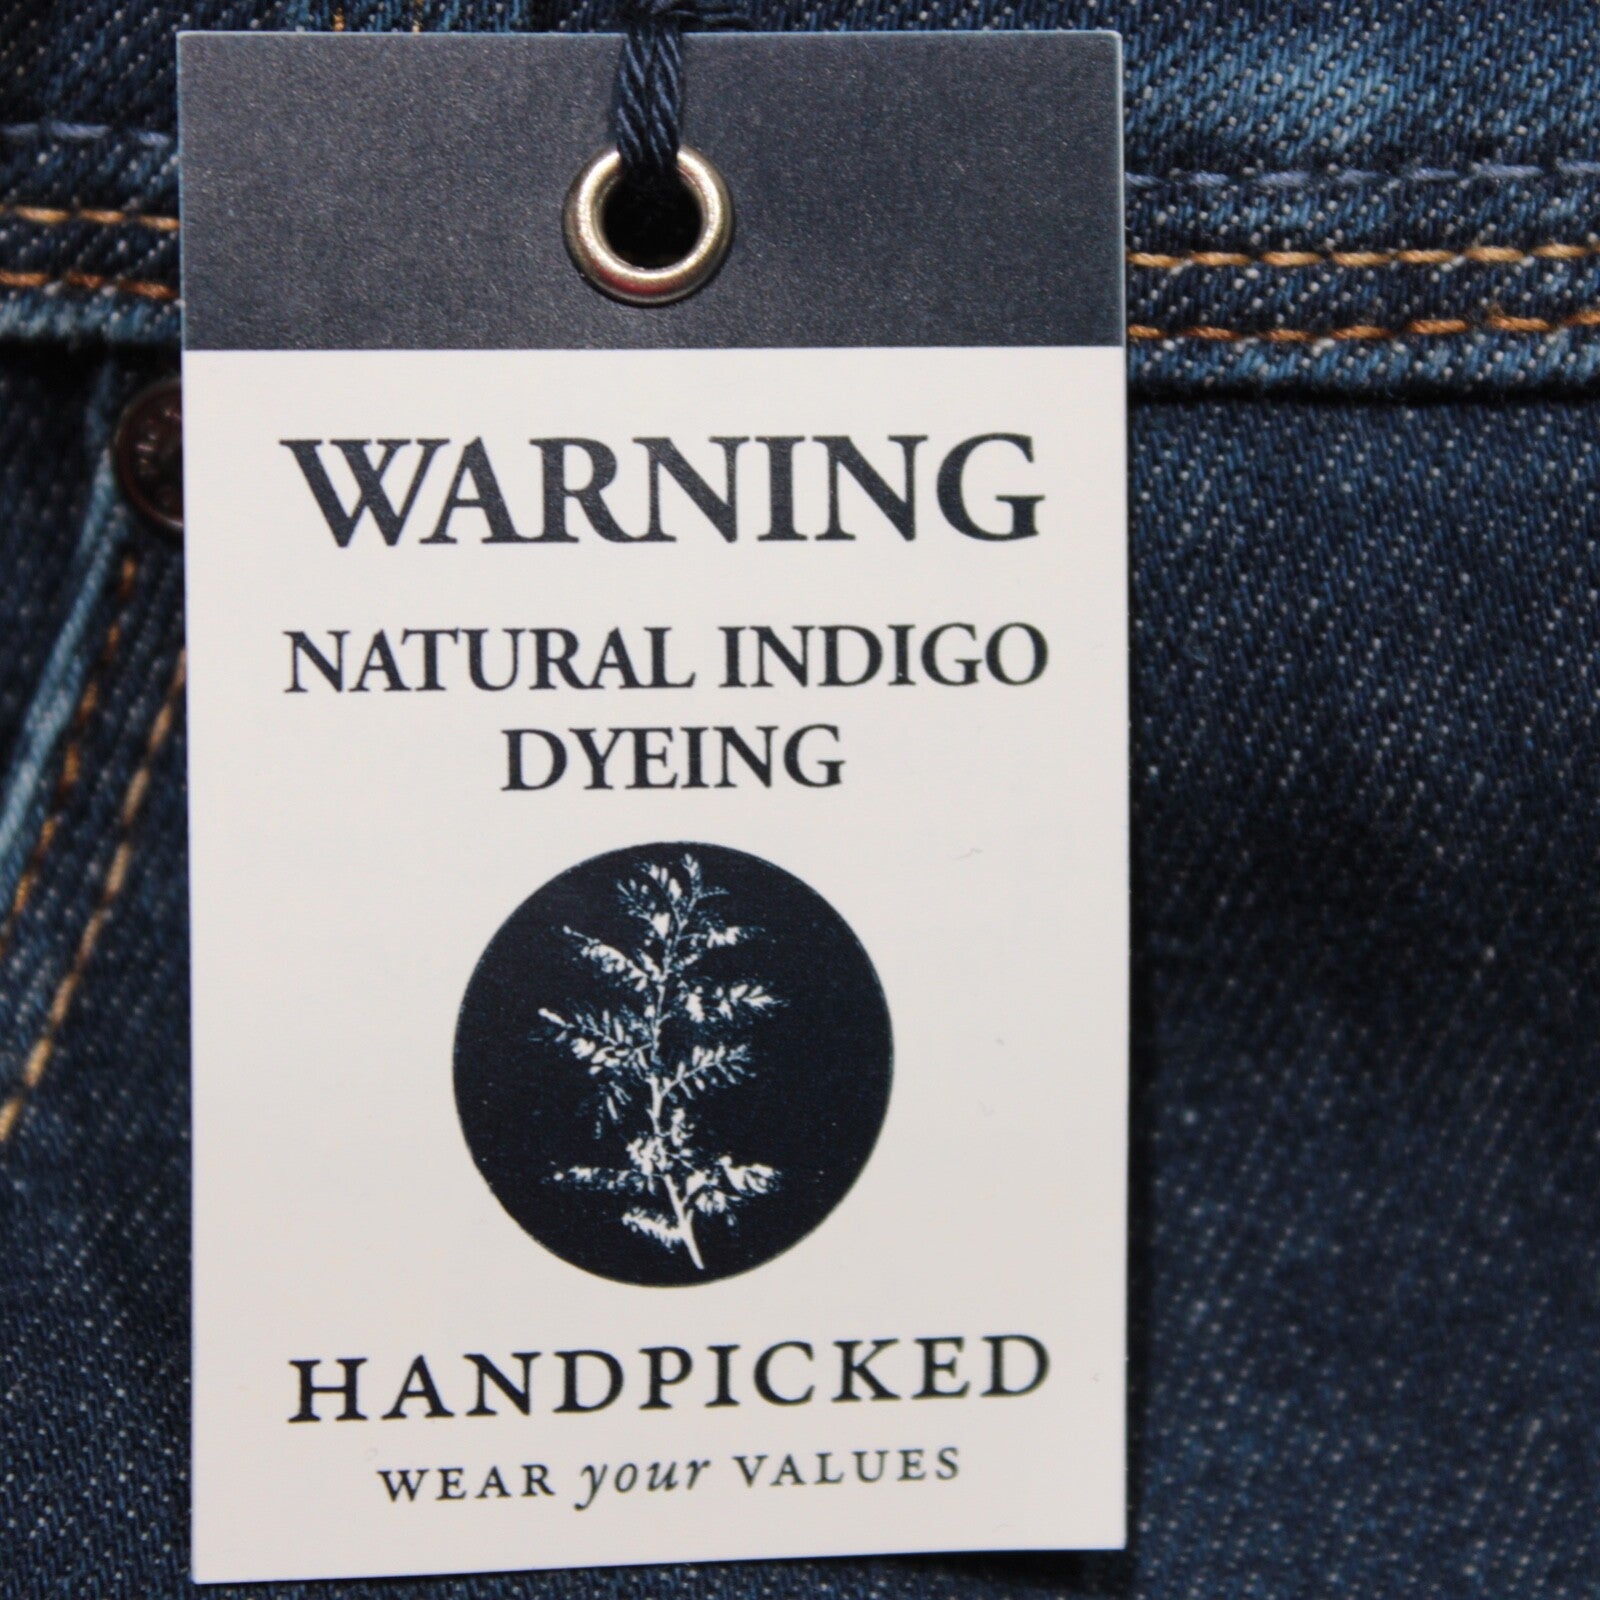 WARNING
NATURAL INDIGO
DYEING
HANDPICKED
WEAR your VALUES